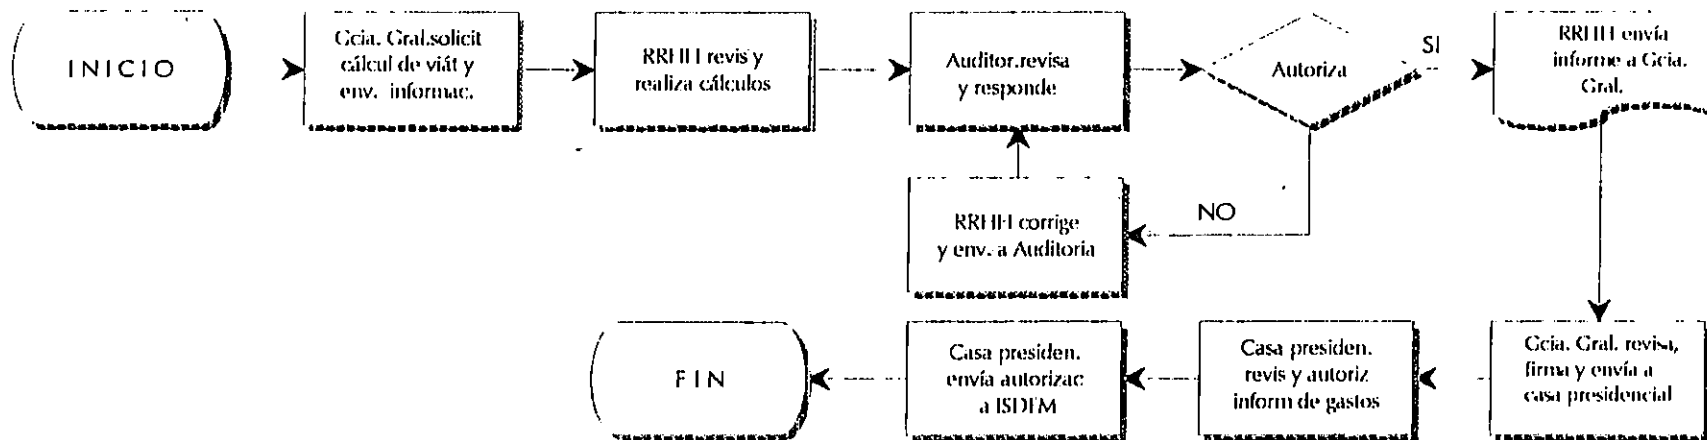 INICIO
Gcia. Gral.solicit
cálcul de viát y
env. informac.
RRHH revis y
realiza cálculos
Auditor.revisa
y responde
Autoriza
SI
RRHH envía
informe a Gcia.
Gral.
RRHH corrige
y env. a Auditoria
NO
Gcia. Gral. revisa,
firma y envía a
casa presidencial
Casa presiden.
revis y autoriz
inform de gastos
Casa presiden.
envía autorizac
a ISDEM
FIN